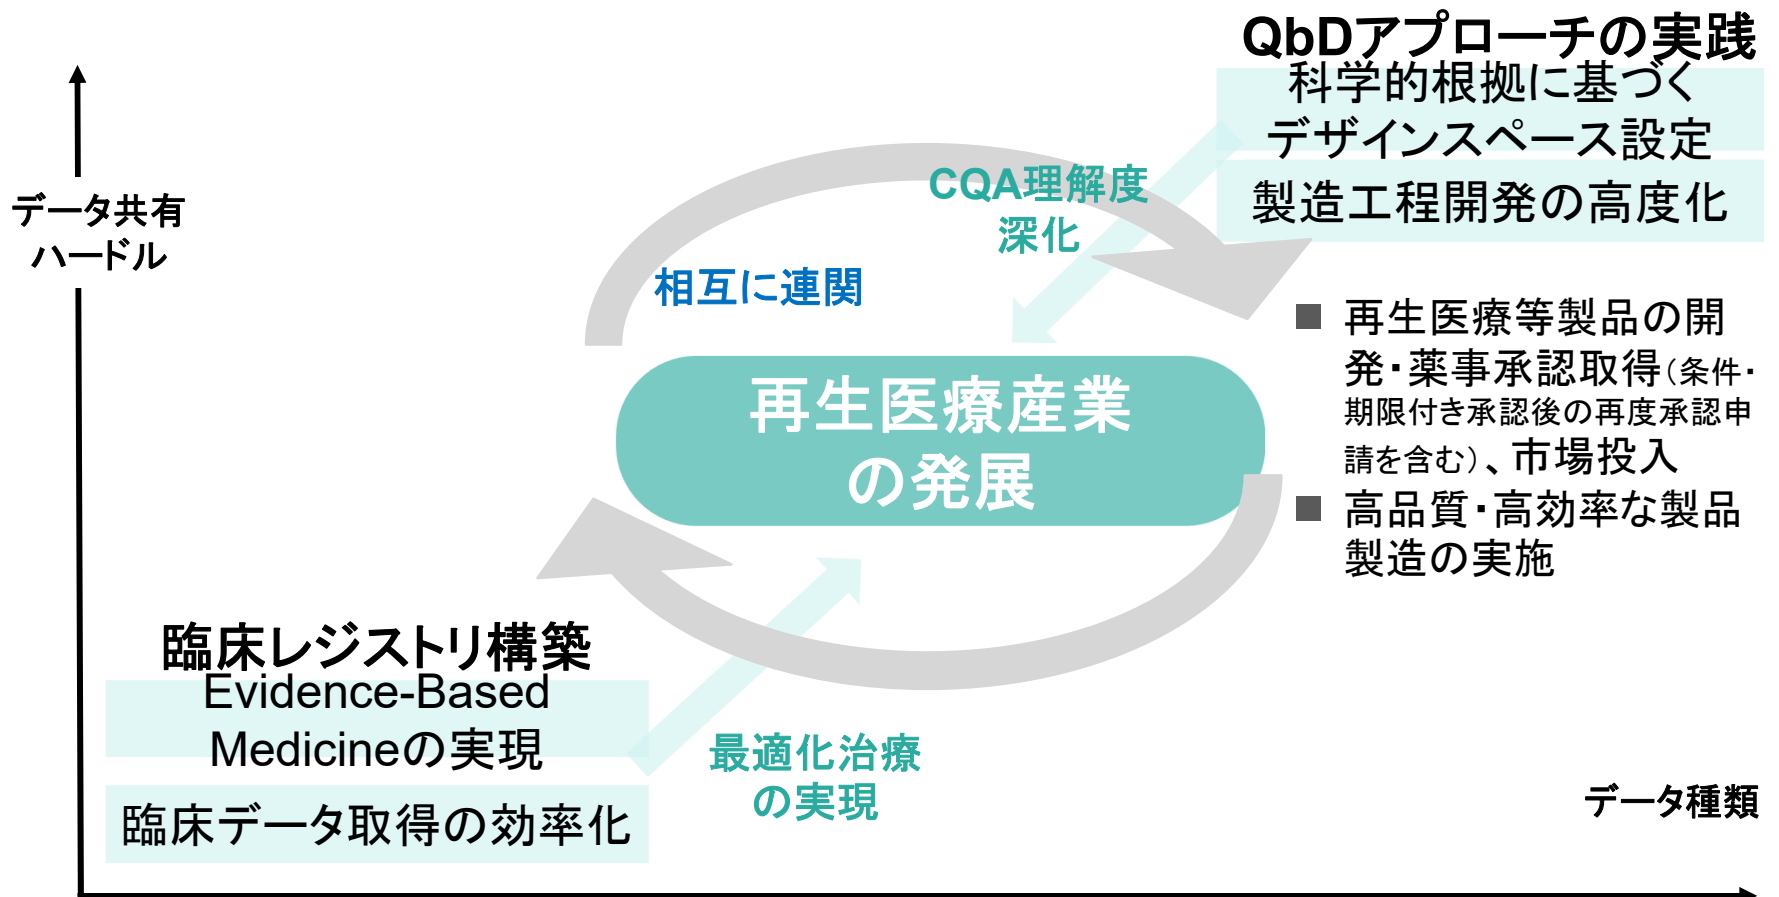 QbDアプローチの実践
科学的根拠に基づく
デザインスペース設定
製造工程開発の高度化
データ共有
ハードル
CQA理解度
深化
相互に連関
再生医療産業
の発展
■ 再生医療等製品の開
発・薬事承認取得(条件・
期限付き承認後の再度承認申
請を含む)、市場投入
■ 高品質・高効率な製品
製造の実施
臨床レジストリ構築
Evidence-Based
Medicineの実現
臨床データ取得の効率化
最適化治療
の実現
データ種類